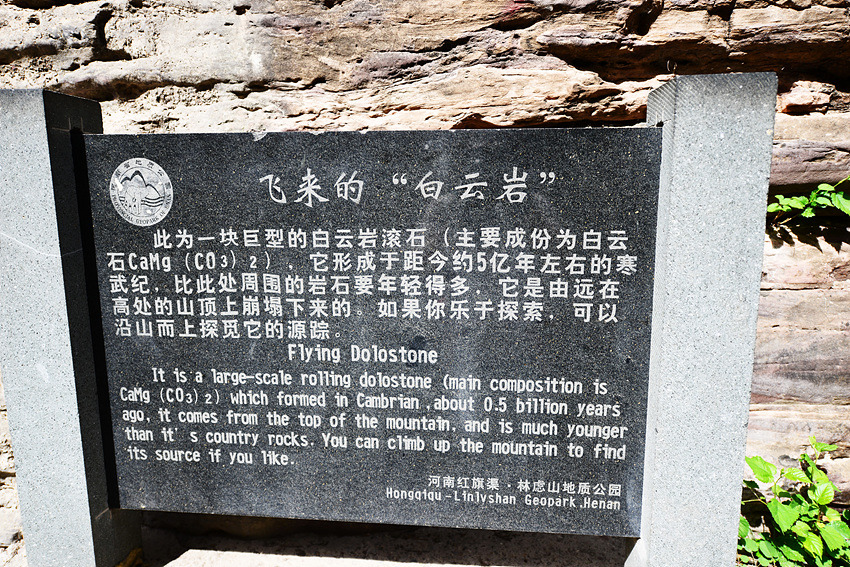 飞来的“白云岩”
此为一块巨型的白云岩滚石（主要成份为白云
石CaMg（CO3）2），它形成于距今约5亿年左右的寒
武纪，比此处周围的岩石要年轻得多，它是由远在
高处的山顶上崩塌下来的。如果你乐于探索，可以
沿山而上探觅它的源踪。
Flying Dolostone
It is a large-scale rolling dolostone (main composition is
CaMg (CO3) 2) which formed in Cambrian ,about 0.5 billion years
ago, it comes from the top of the mountain, and is much younger
than it's country rocks. You can climb up the mountain to find
its source if you like.
河南红旗渠·林虑山地质公园
Hongqiqu-Linlvshan Geopark,Henan